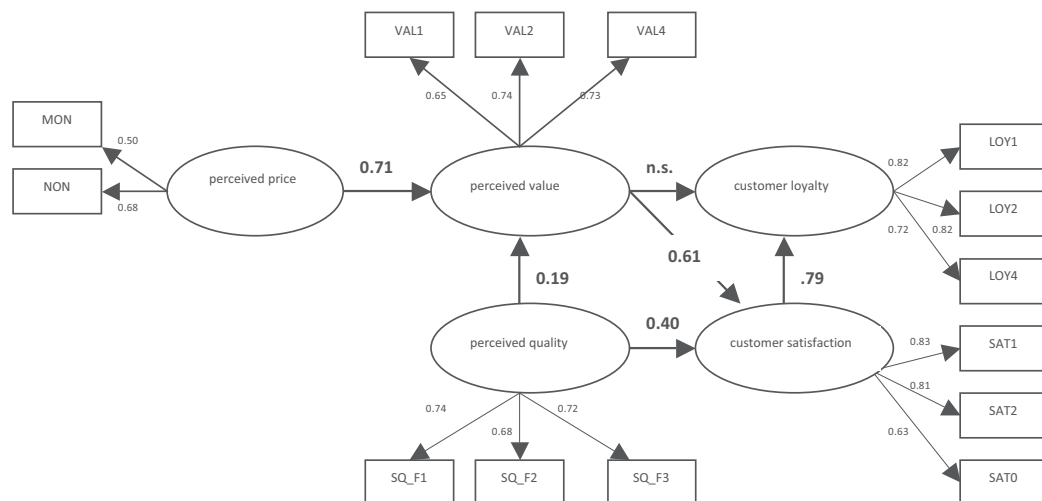 VAL1
VAL2
VAL4
0.65
0.74
0.73
MON
0.50
NON
0.68
perceived price
0.71
perceived value
n.s.
customer loyalty
0.82
LOY1
LOY2
0.72
0.82
LOY4
0.61
.79
0.19
0.40
perceived quality
customer satisfaction
0.83
SAT1
0.81
SAT2
0.63
SAT0
0.74
0.68
0.72
SQ_F1
SQ_F2
SQ_F3